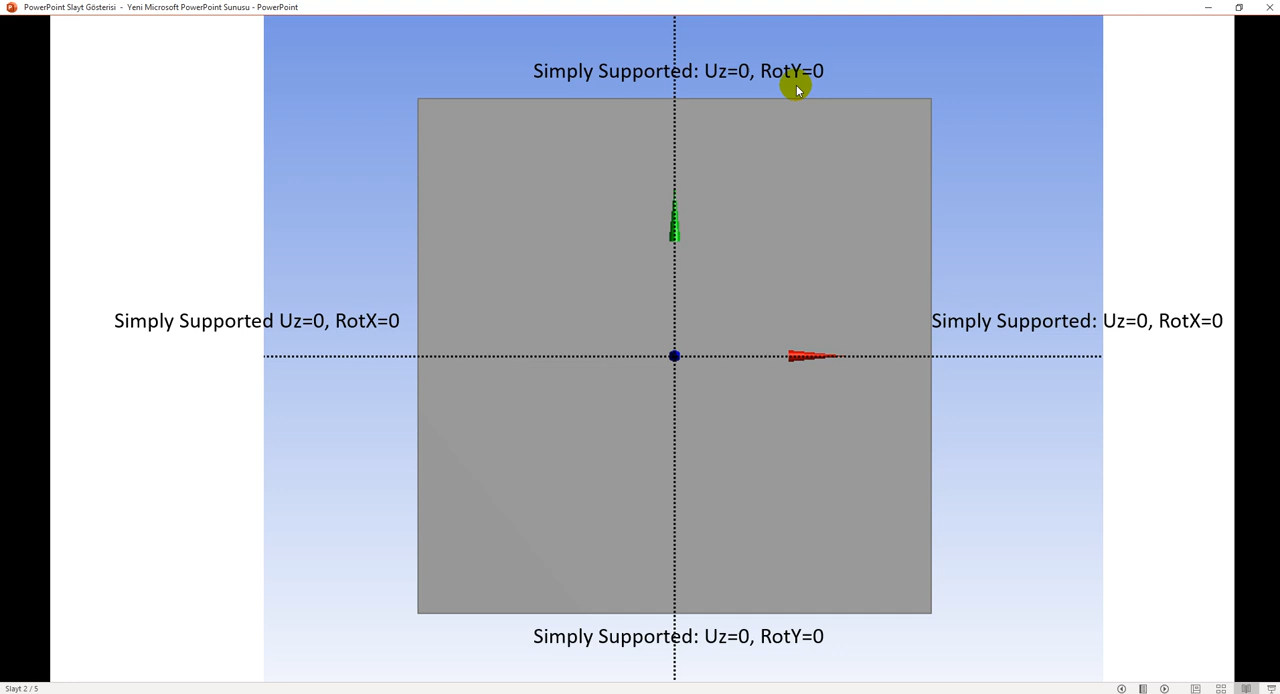 PowerPoint Slayt Gösterisi - Yeni Microsoft PowerPoint Sunusu - PowerPoint
Simply Supported: Uz=0, RotY=0
Simply Supported Uz=0, RotX=0
Simply Supported: Uz=0, RotX=0
Simply Supported: Uz=0, RotY=0
Slayt 2 / 5